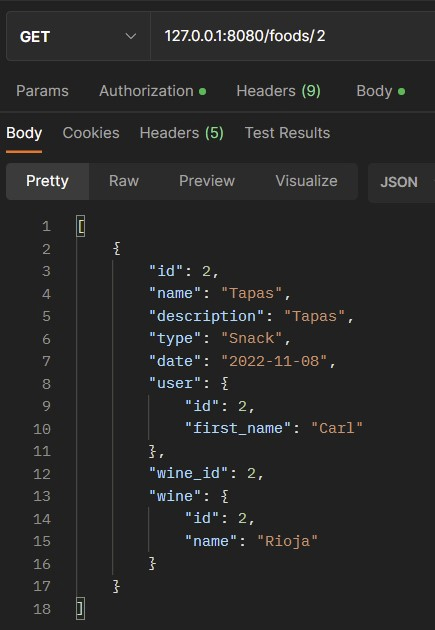 GET 127.0.0.1:8080/foods/2
Params Authorization Headers (9) Body
Body Cookies Headers (5) Test Results
Pretty Raw Preview Visualize JSON
1 [
2 {
3 "id": 2,
4 "name": "Tapas",
5 "description": "Tapas",
6 "type": "Snack",
7 "date": "2022-11-08",
8 "user": {
9 "id": 2,
10 "first_name": "Carl"
11 },
12 "wine_id": 2,
13 "wine": {
14 "id": 2,
15 "name": "Rioja"
16 }
17 }
18 ]